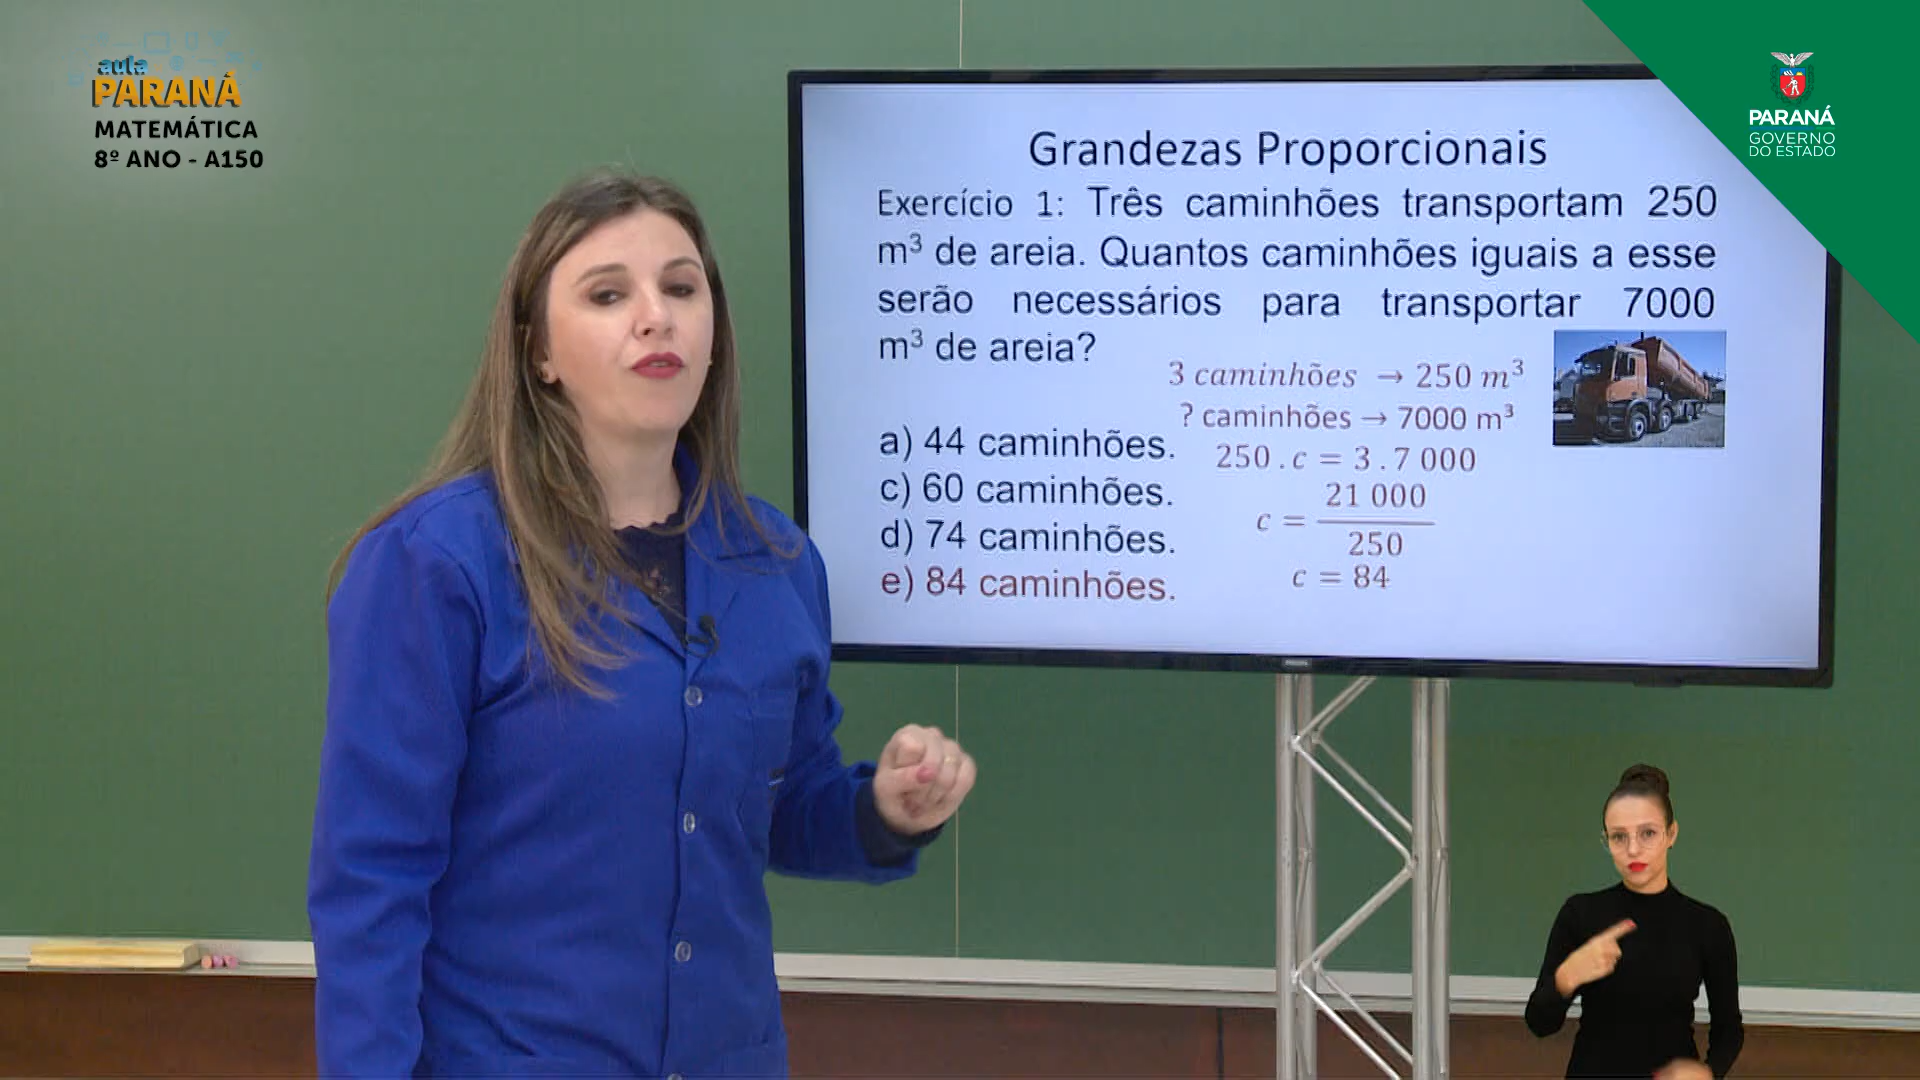 aula
PARANÁ
MATEMÁTICA
8º ANO - A150
PARANÁ
GOVERNO
DO ESTADO
Grandezas Proporcionais
Exercício 1: Três caminhões transportam 250
m³ de areia. Quantos caminhões iguais a esse
serão necessários para transportar 7000
m³ de areia?
3 caminhões → 250 m³
? caminhões → 7000 m³
250 . c = 3 . 7 000
c = 21 000
250
c = 84
a) 44 caminhões.
c) 60 caminhões.
d) 74 caminhões.
e) 84 caminhões.